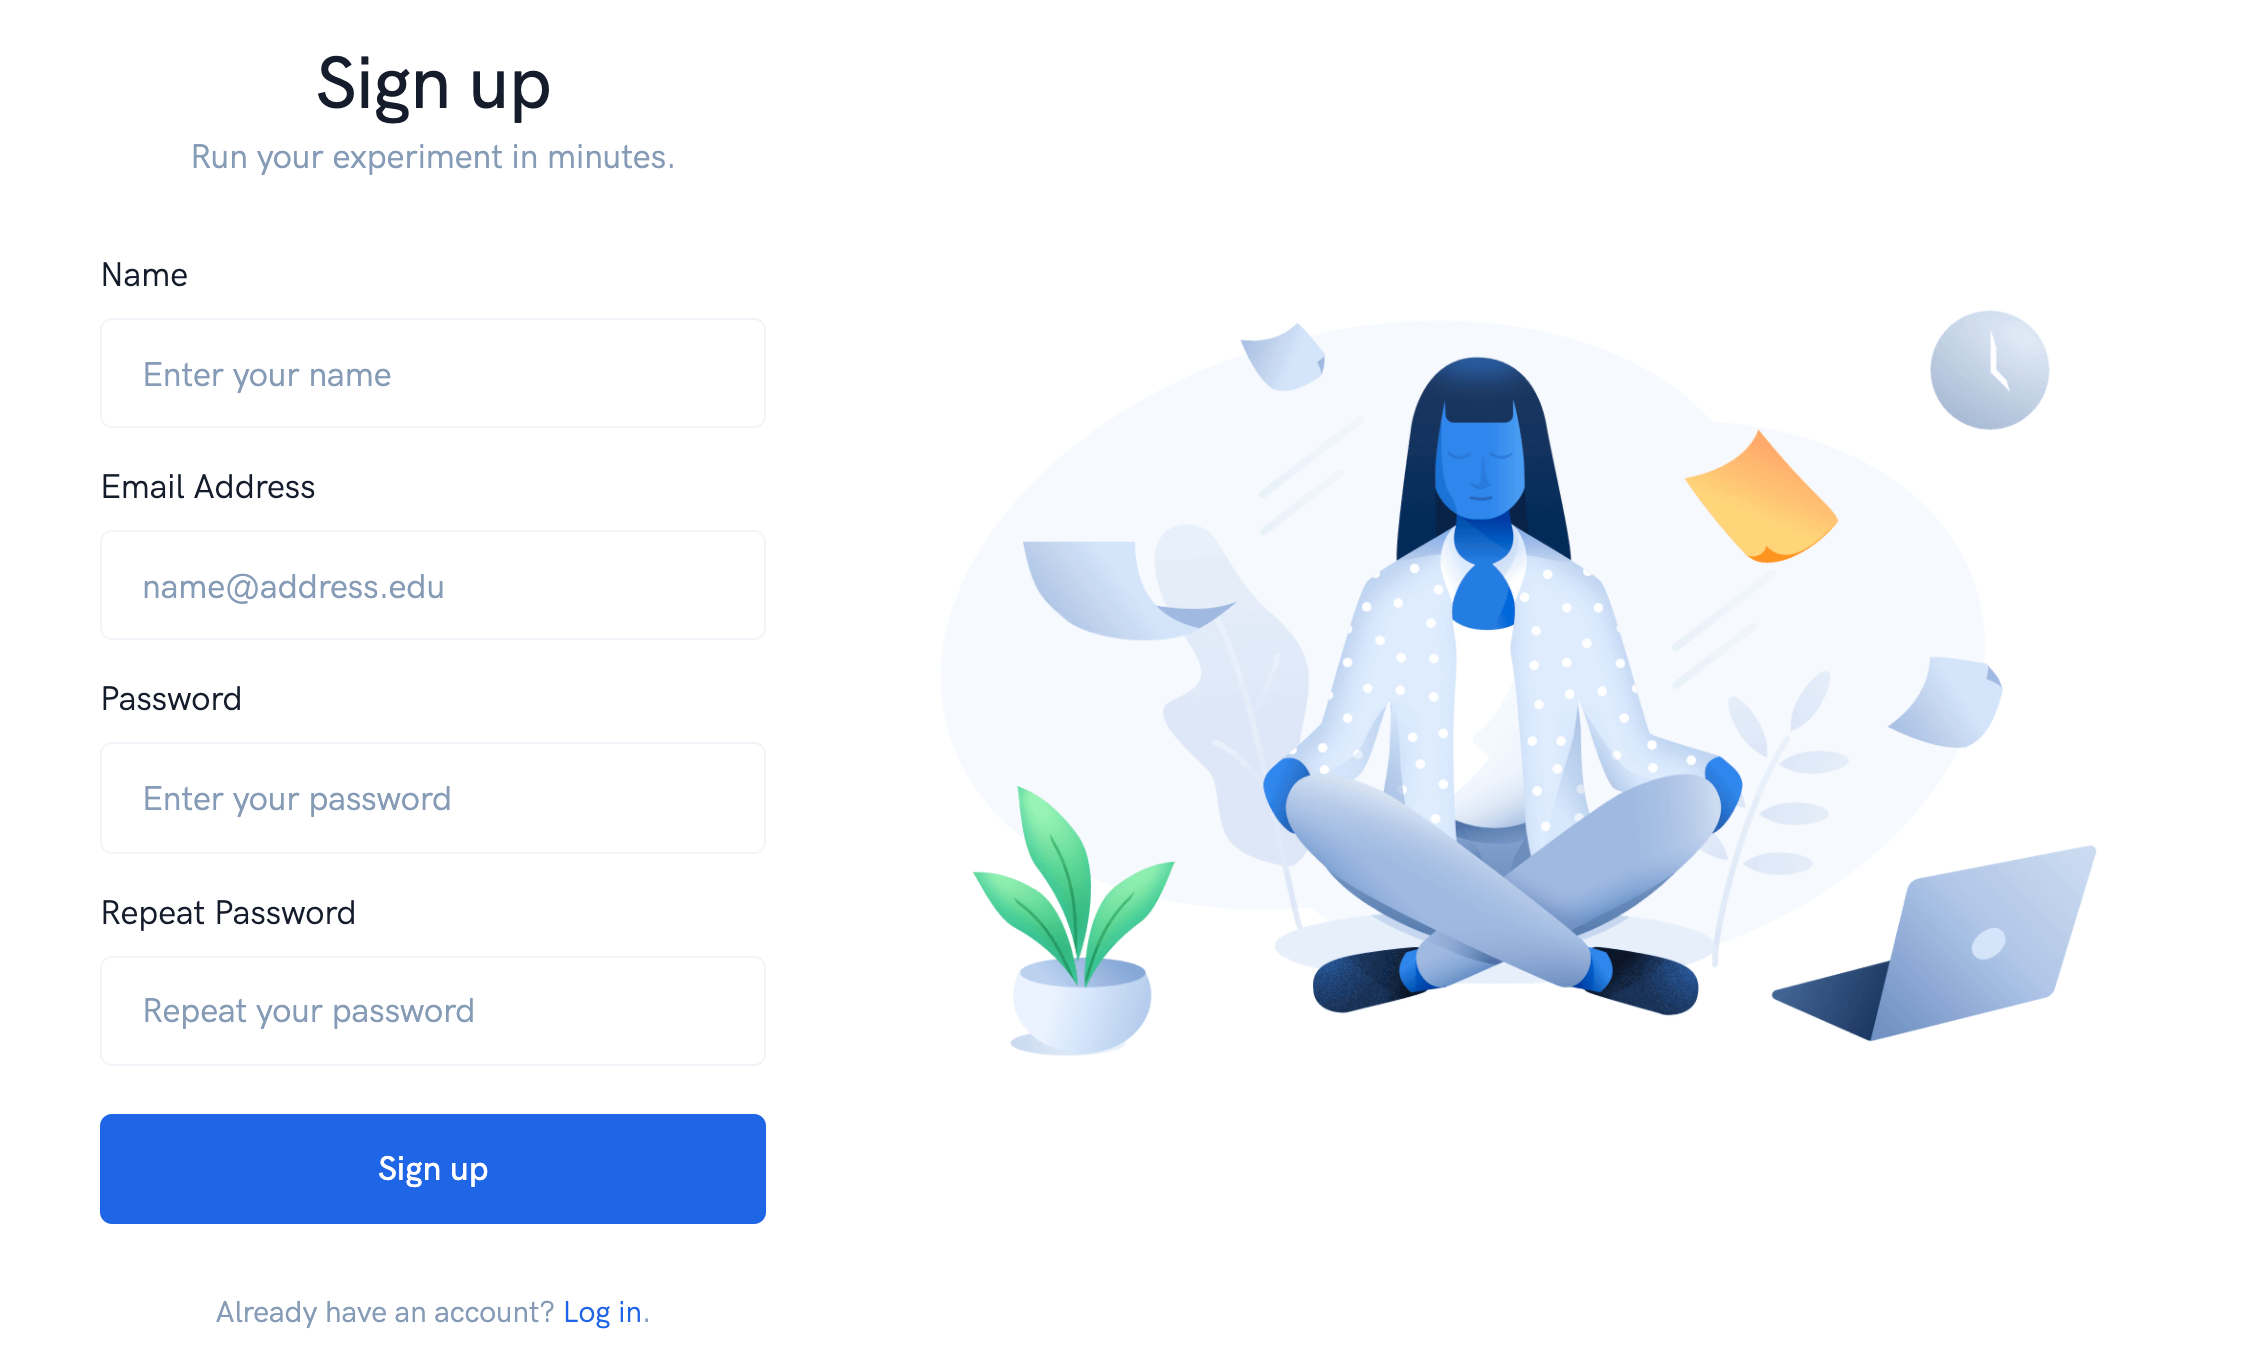 Sign up
Run your experiment in minutes.
Name
Enter your name
Email Address
name@address.edu
Password
Enter your password
Repeat Password
Repeat your password
Sign up
Already have an account? Log in.